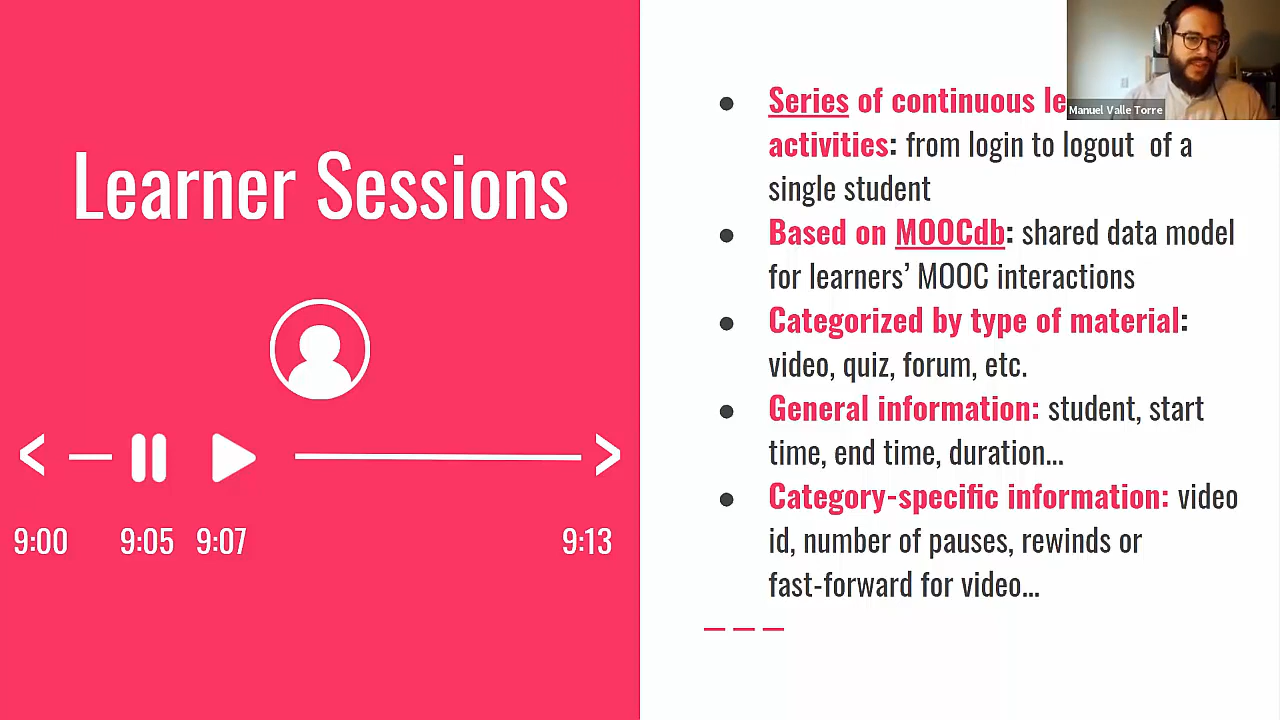 Learner Sessions
9:00 9:05 9:07 9:13
Manuel Valle Torre
● Series of continuous
activities: from login to logout of a
single student
● Based on MOOCdb: shared data model
for learners’ MOOC interactions
● Categorized by type of material:
video, quiz, forum, etc.
● General information: student, start
time, end time, duration...
● Category-specific information: video
id, number of pauses, rewinds or
fast-forward for video...